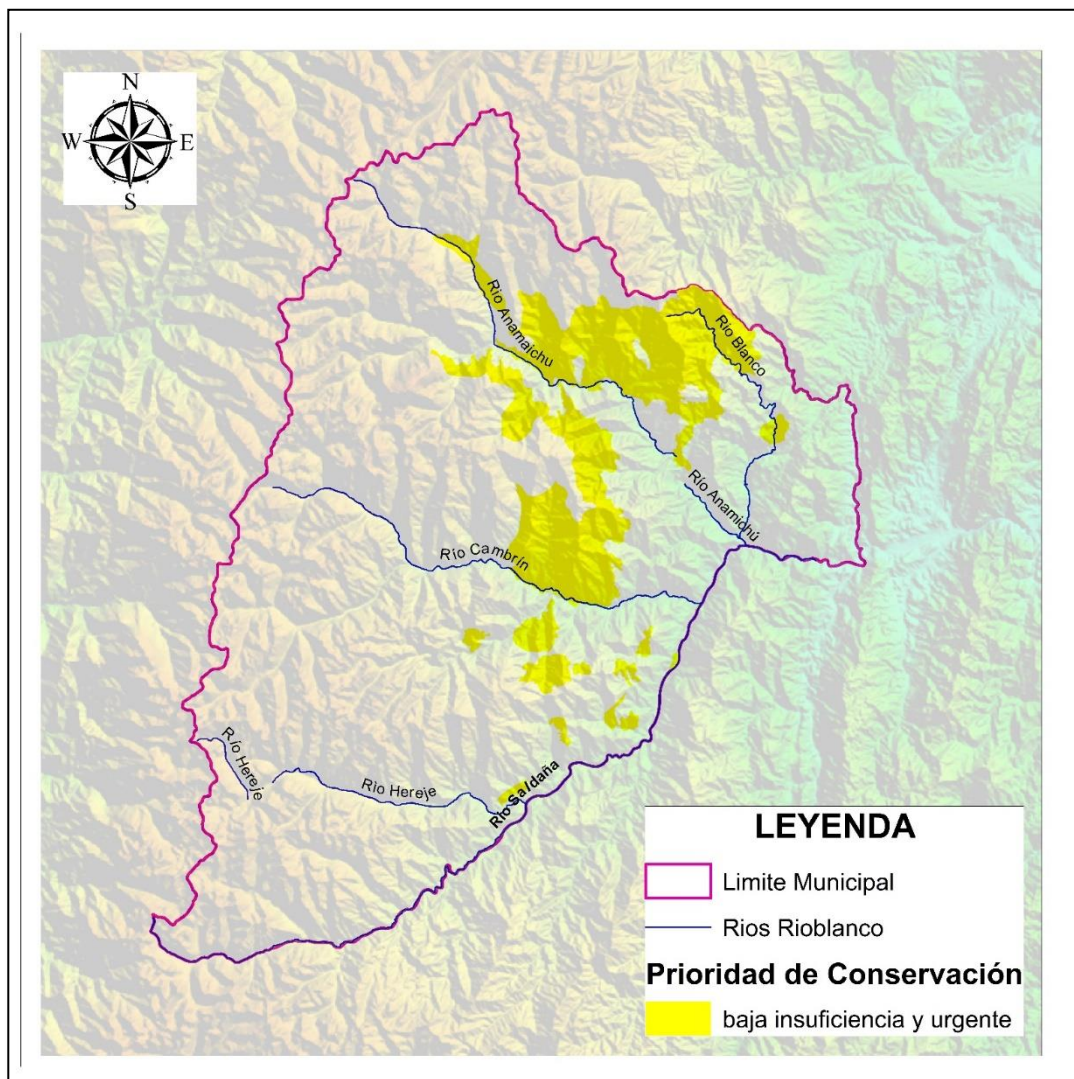 N
W E
S
Río Anamaichu
Río Blanco
Río Anamichú
Río Cambrín
Río Hereje
Río Hereje
Río Saldaña
LEYENDA
Limite Municipal
Rios Rioblanco
Prioridad de Conservación
baja insuficiencia y urgente